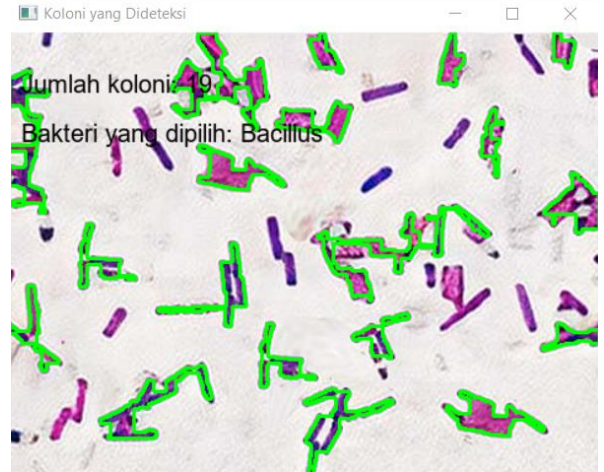 Koloni yang Dideteksi
Jumlah koloni: 19
Bakteri yang dipilih: Bacillus